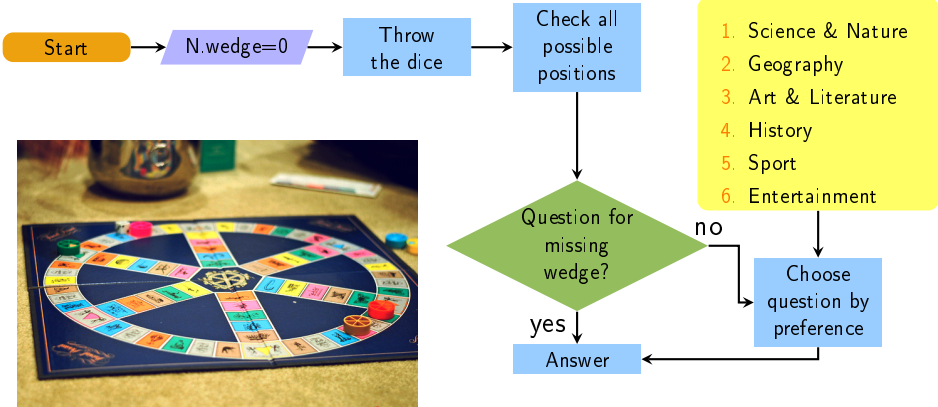 Start
N.wedge=0
Throw
the dice
Check all
possible
positions
1. Science & Nature
2. Geography
3. Art & Literature
4. History
5. Sport
6. Entertainment
Question for
missing
wedge?
no
yes
Choose
question by
preference
Answer